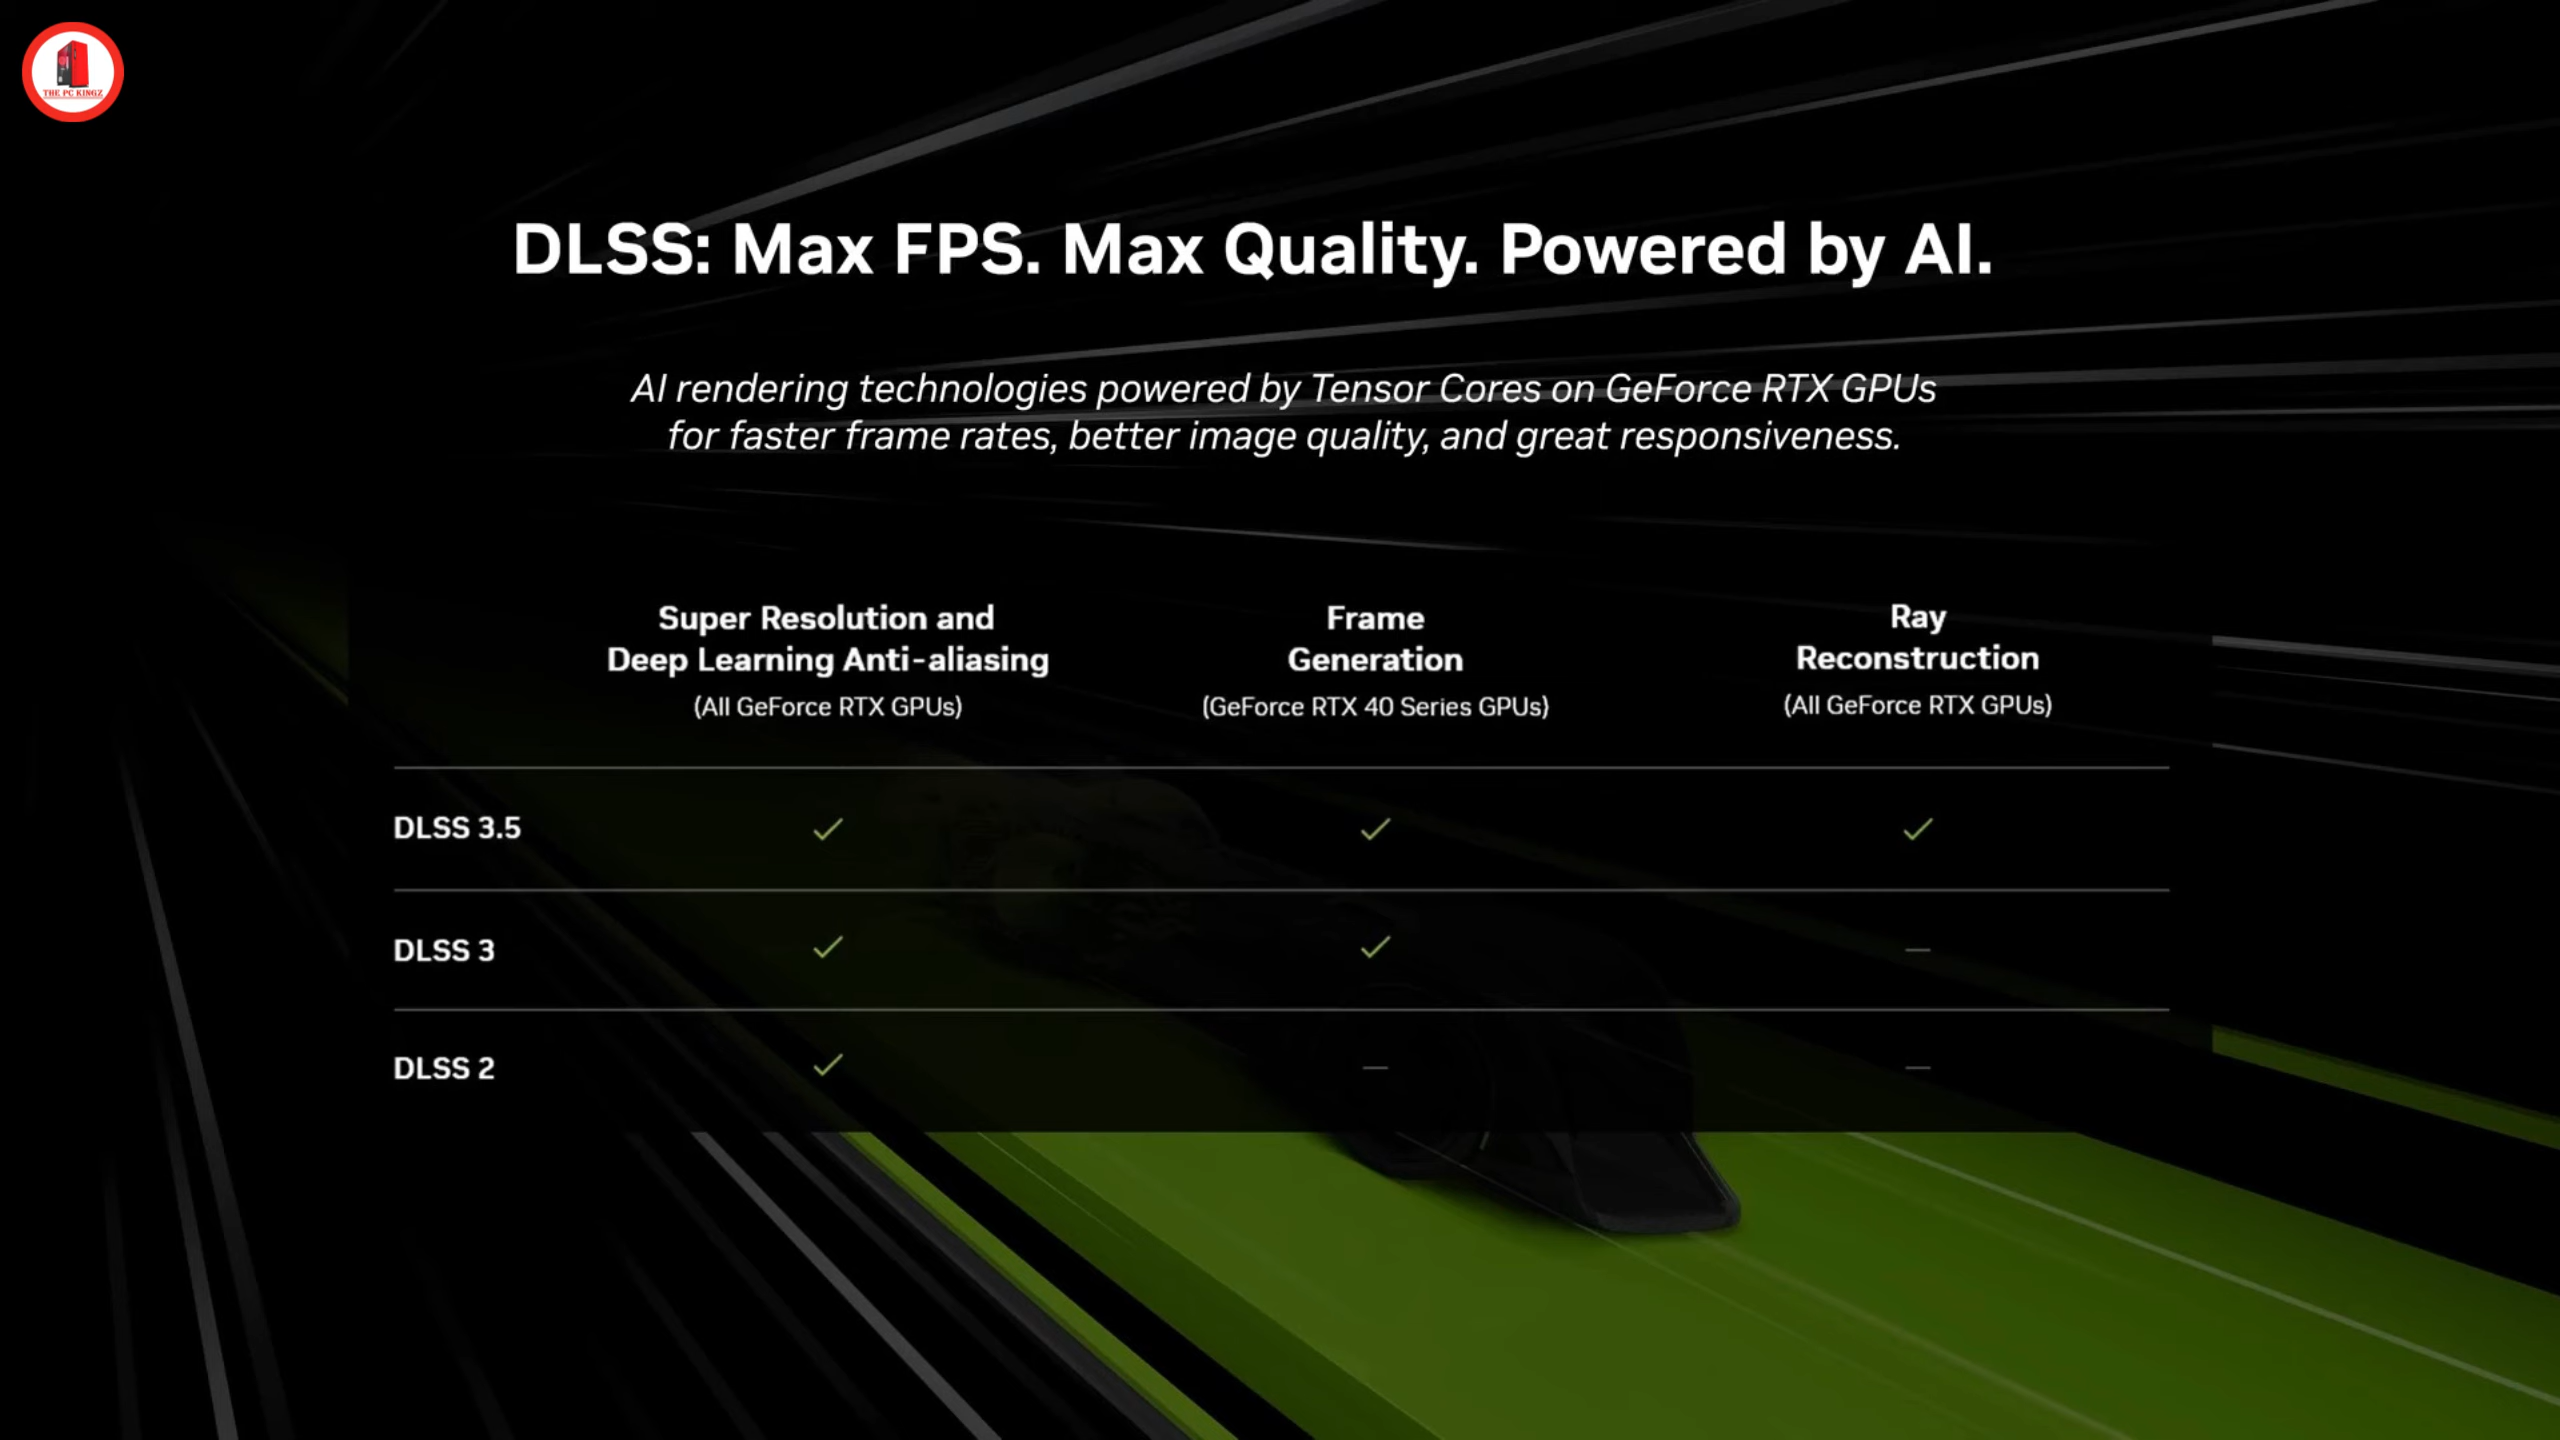 THE PC KINGZ
DLSS: Max FPS. Max Quality. Powered by AI.
AI rendering technologies powered by Tensor Cores on GeForce RTX GPUs
for faster frame rates, better image quality, and great responsiveness.
Super Resolution and
Deep Learning Anti-aliasing
(All GeForce RTX GPUs)
Frame
Generation
(GeForce RTX 40 Series GPUs)
Ray
Reconstruction
(All GeForce RTX GPUs)
DLSS 3.5 ✓ ✓ ✓
DLSS 3 ✓ ✓ —
DLSS 2 ✓ — —